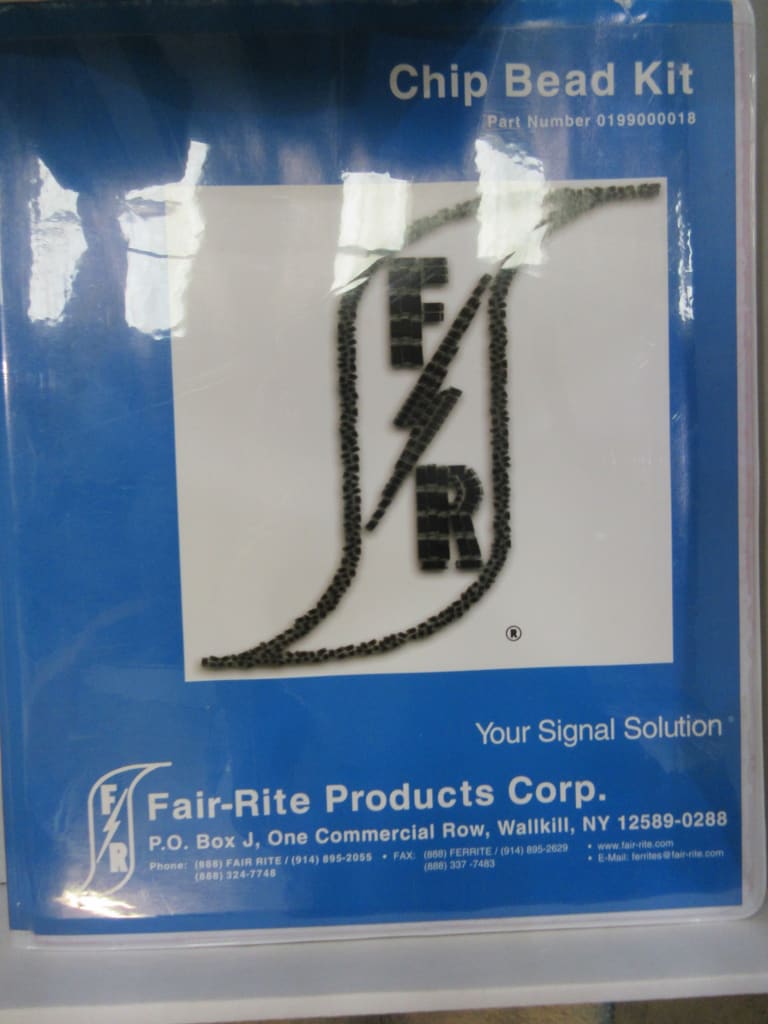 Chip Bead Kit
Part Number 0199000018
F
R
®
Your Signal Solution®
F
R
Fair-Rite Products Corp.
P.O. Box J, One Commercial Row, Wallkill, NY 12589-0288
Phone: (888) FAIR RITE / (914) 895-2055 • FAX: (888) FERRITE / (914) 895-2629 • www.fair-rite.com
(888) 324-7748 (888) 337-7483 • E-Mail: ferrites@fair-rite.com